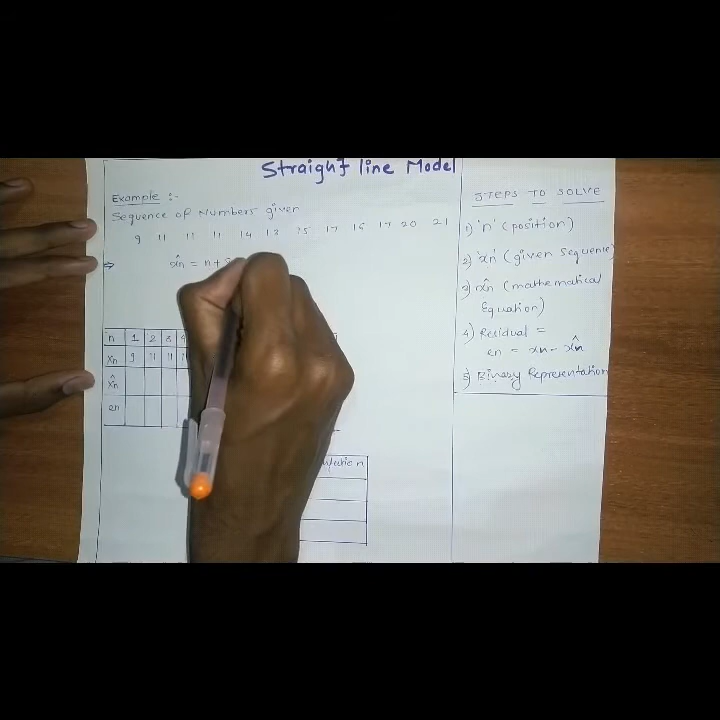 Straight line Model
Example :-
Sequence of Numbers given
9 11 11 11 14 13 15 17 16 17 20 21
⇒ x̂n = n +
n 1 2 3
xn 9 11 11
x̂n
en
STEPS TO SOLVE
1) 'n' (position)
2) 'xn' (given sequence)
3) x̂n (mathematical
Equation)
4) Residual =
en = xn - x̂n
5) Binary Representation